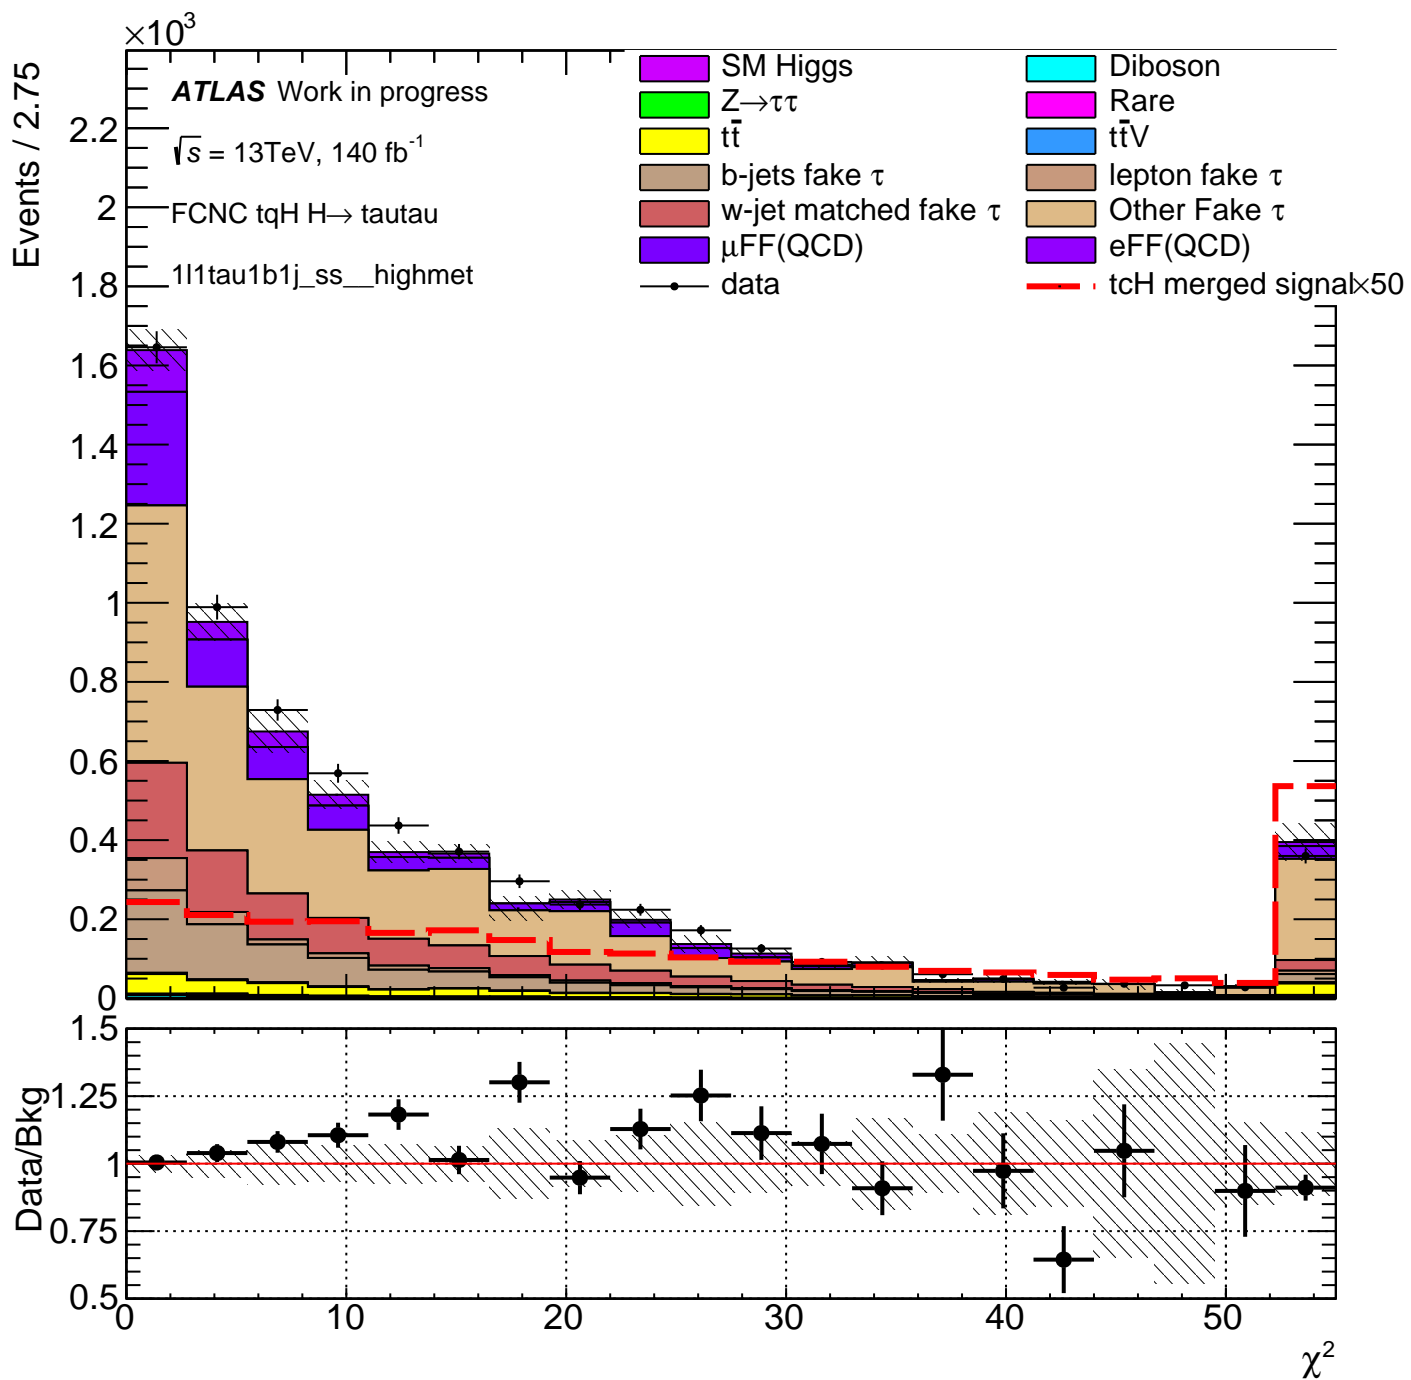 ×10³
Events / 2.75
ATLAS Work in progress
√s = 13TeV, 140 fb⁻¹
FCNC tqH H→ tautau
1l1tau1b1j_ss__highmet
SM Higgs
Diboson
Z→ττ
Rare
tt̄
tt̄V
b-jets fake τ
lepton fake τ
w-jet matched fake τ
Other Fake τ
μFF(QCD)
eFF(QCD)
data
tcH merged signal×50
2.2
2
1.8
1.6
1.4
1.2
1
0.8
0.6
0.4
0.2
0
Data/Bkg
1.5
1.25
1
0.75
0.5
0 10 20 30 40 50
χ²